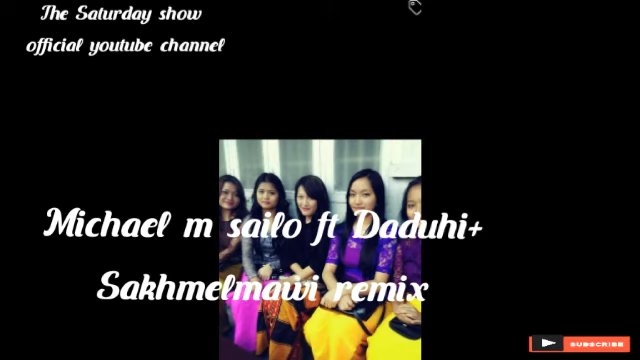 The Saturday show
official youtube channel
Michael m sailo ft Daduhi+
Sakhmelmawi remix
SUBSCRIBE